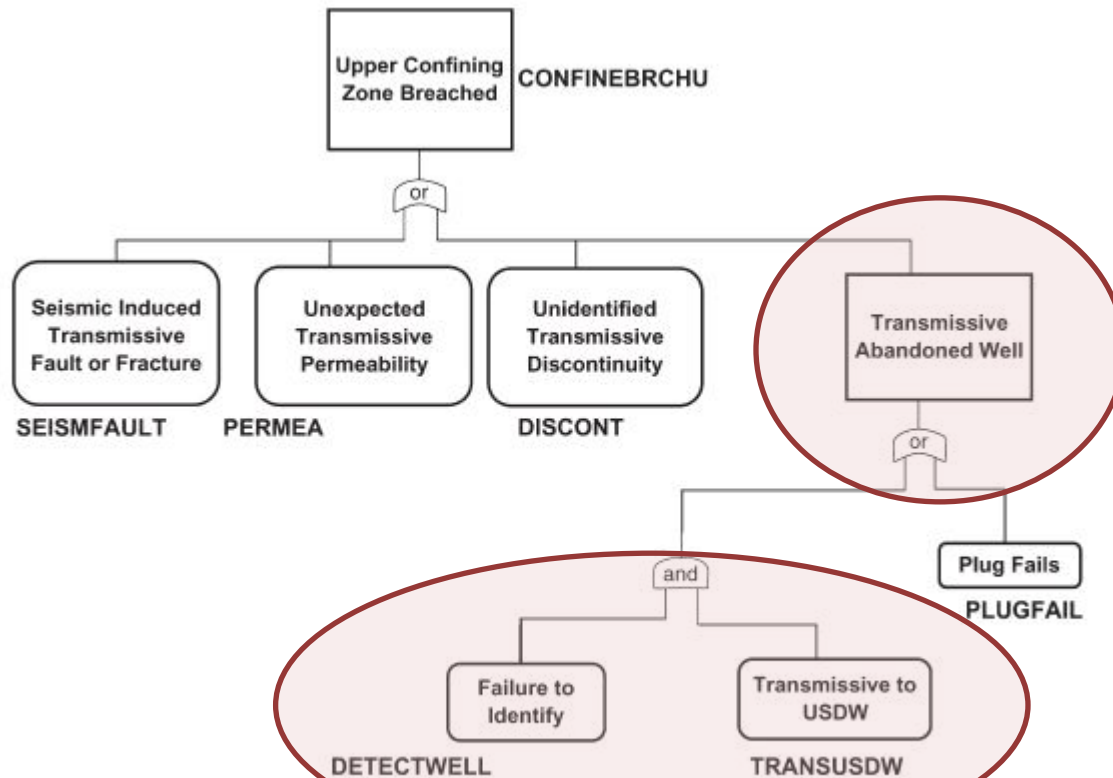 Upper Confining
Zone Breached
CONFINEBRCHU
or
Seismic Induced
Transmissive
Fault or Fracture
SEISMFAULT
Unexpected
Transmissive
Permeability
PERMEA
Unidentified
Transmissive
Discontinuity
DISCONT
Transmissive
Abandoned Well
or
and
Plug Fails
PLUGFAIL
Failure to
Identify
DETECTWELL
Transmissive to
USDW
TRANSUSDW